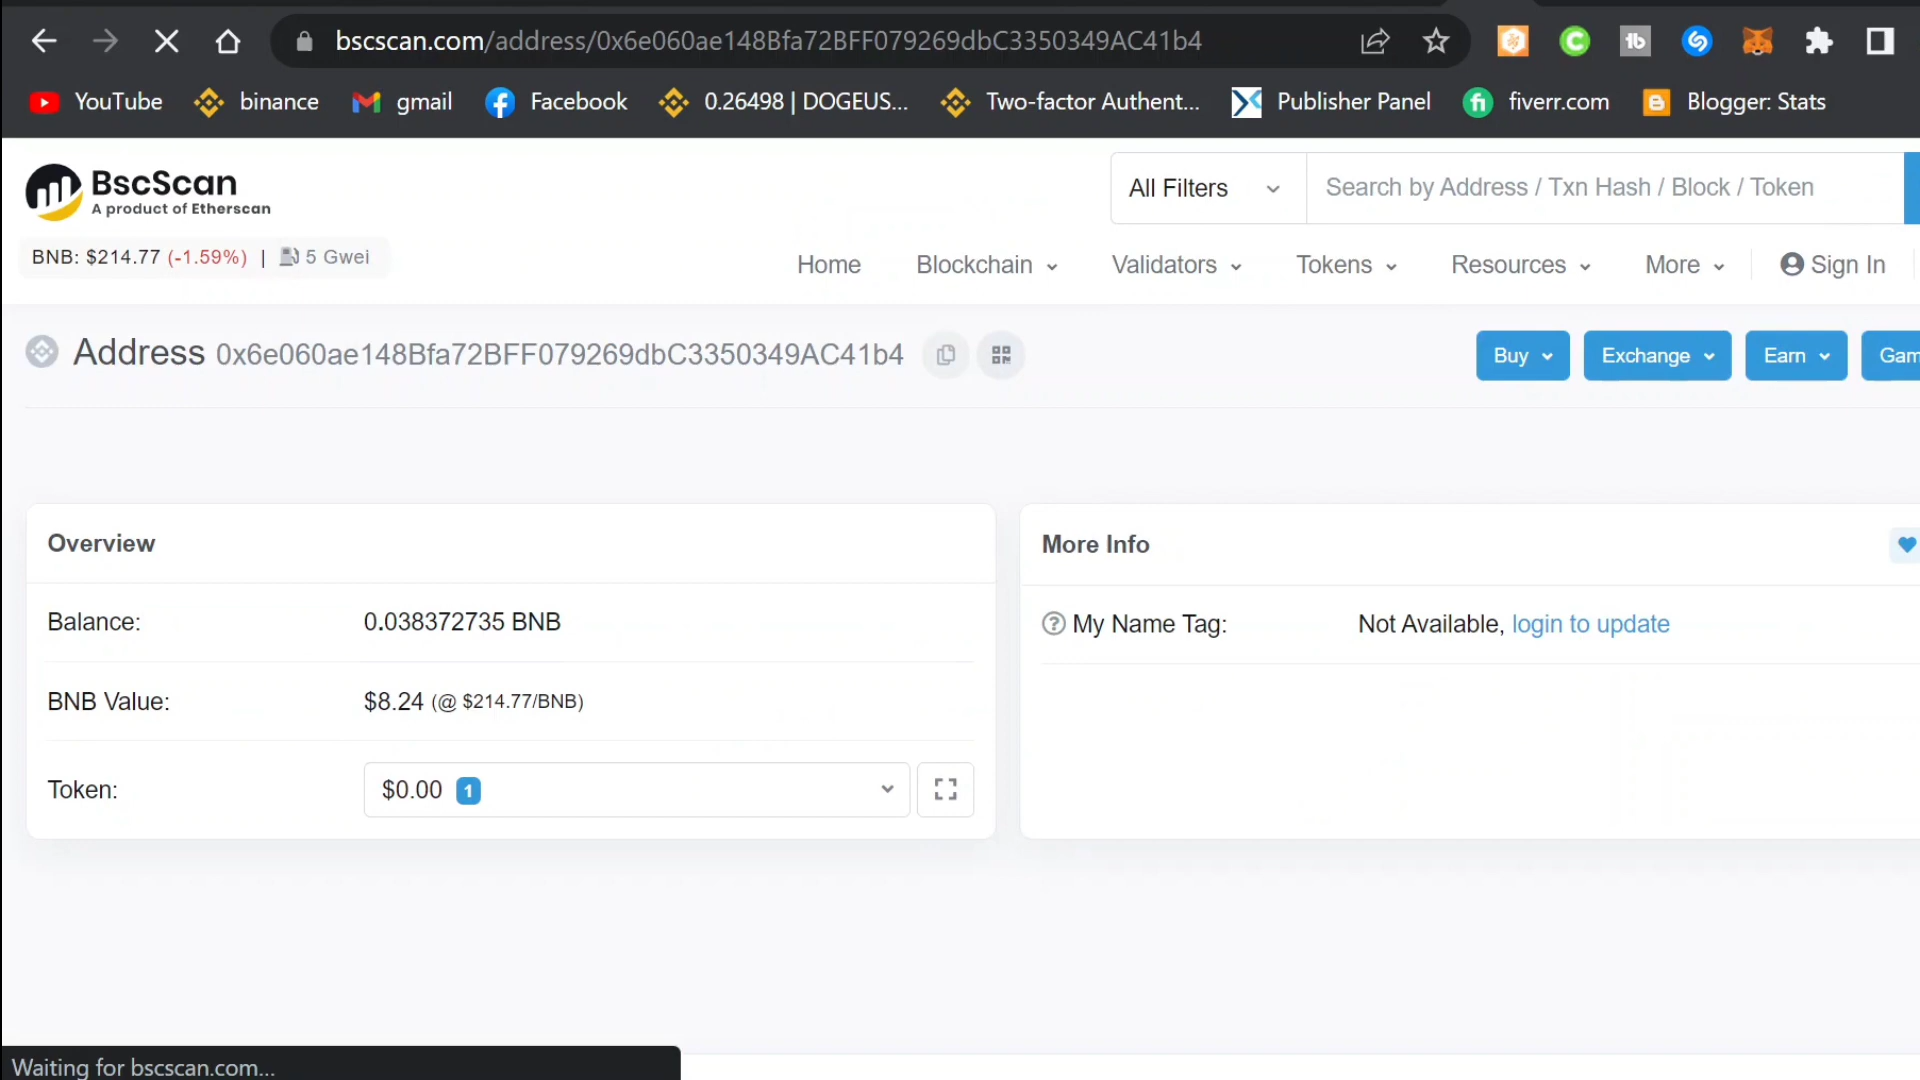 bscscan.com/address/0x6e060ae148Bfa72BFF079269dbC3350349AC41b4
YouTube binance gmail Facebook 0.26498 | DOGEUS... Two-factor Authent... Publisher Panel fiverr.com Blogger: Stats
BscScan
A product of Etherscan
All Filters
Search by Address / Txn Hash / Block / Token
BNB: $214.77 (-1.59%) | 5 Gwei
Home Blockchain Validators Tokens Resources More Sign In
Address 0x6e060ae148Bfa72BFF079269dbC3350349AC41b4
Buy Exchange Earn Gam
Overview
Balance: 0.038372735 BNB
BNB Value: $8.24 (@ $214.77/BNB)
Token: $0.00 1
More Info
My Name Tag: Not Available, login to update
Waiting for bscscan.com...